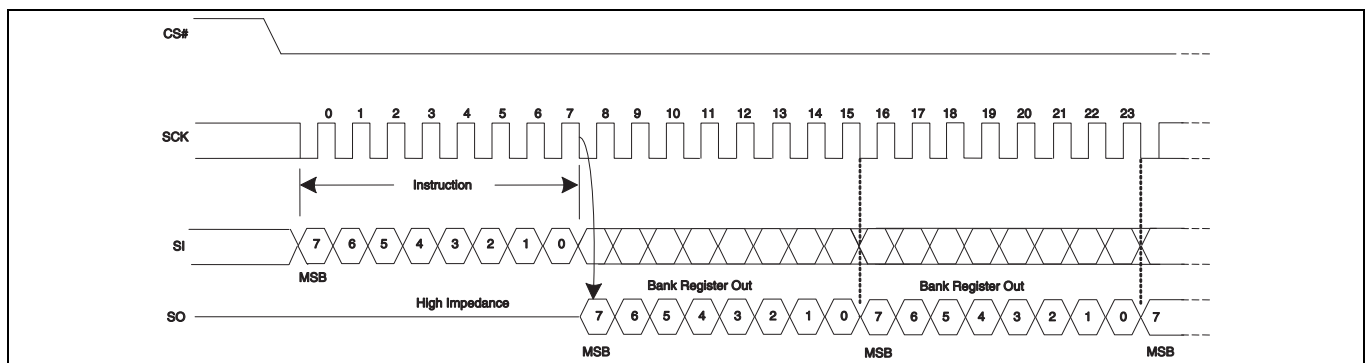 CS#
0 1 2 3 4 5 6 7 8 9 10 11 12 13 14 15 16 17 18 19 20 21 22 23
SCK
Instruction
SI 7 6 5 4 3 2 1 0
MSB
High Impedance Bank Register Out Bank Register Out
SO 7 6 5 4 3 2 1 0 7 6 5 4 3 2 1 0 7
MSB MSB MSB